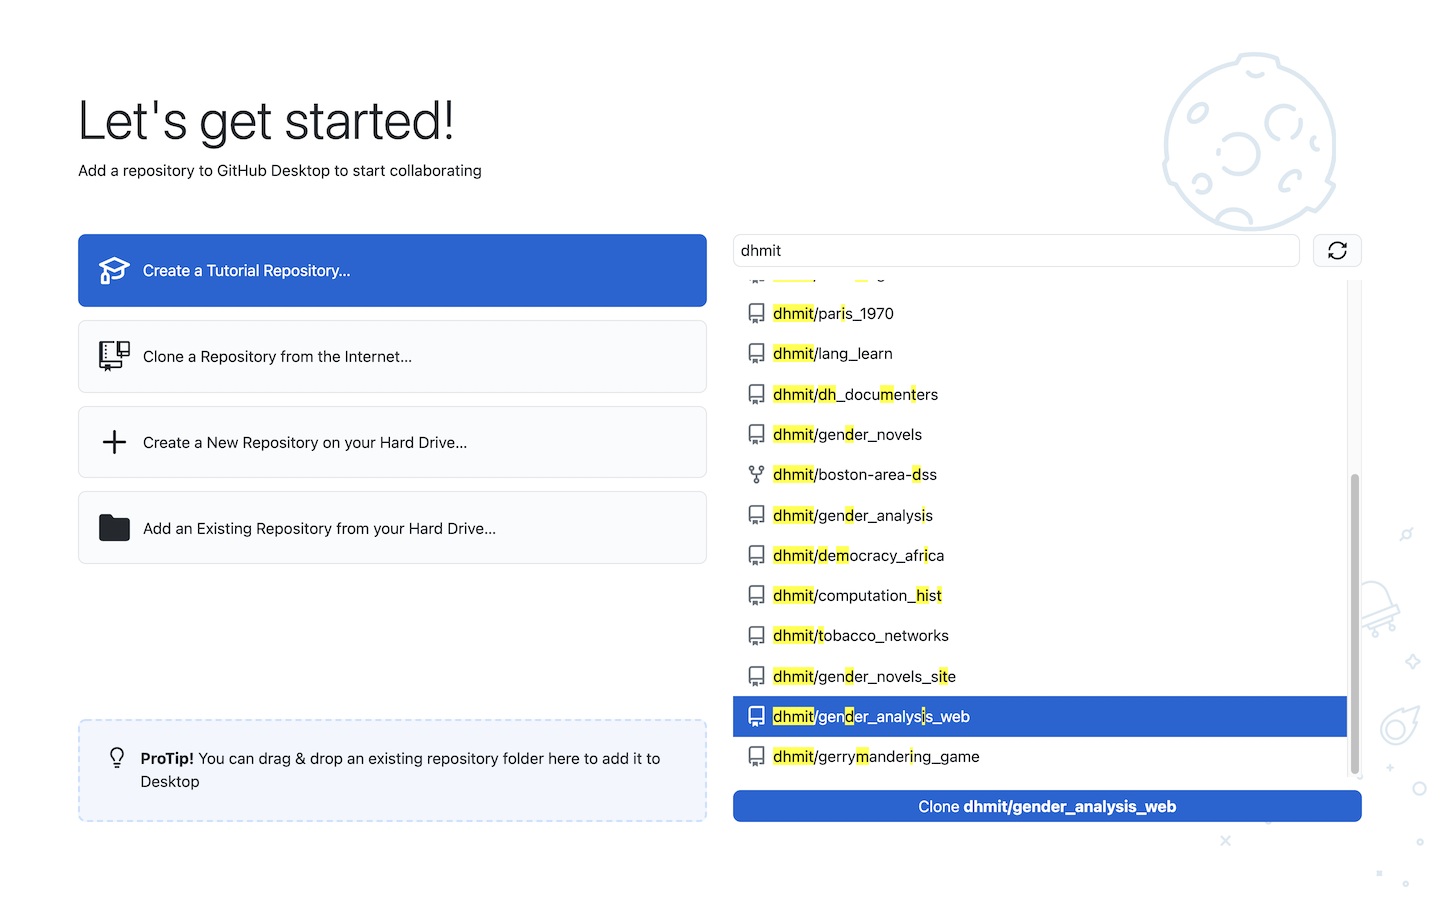 Let's get started!
Add a repository to GitHub Desktop to start collaborating
Create a Tutorial Repository...
Clone a Repository from the Internet...
Create a New Repository on your Hard Drive...
Add an Existing Repository from your Hard Drive...
ProTip! You can drag & drop an existing repository folder here to add it to
Desktop
dhmit
dhmit/paris_1970
dhmit/lang_learn
dhmit/dh_documenters
dhmit/gender_novels
dhmit/boston-area-dss
dhmit/gender_analysis
dhmit/democracy_africa
dhmit/computation_hist
dhmit/tobacco_networks
dhmit/gender_novels_site
dhmit/gender_analysis_web
dhmit/gerrymandering_game
Clone dhmit/gender_analysis_web